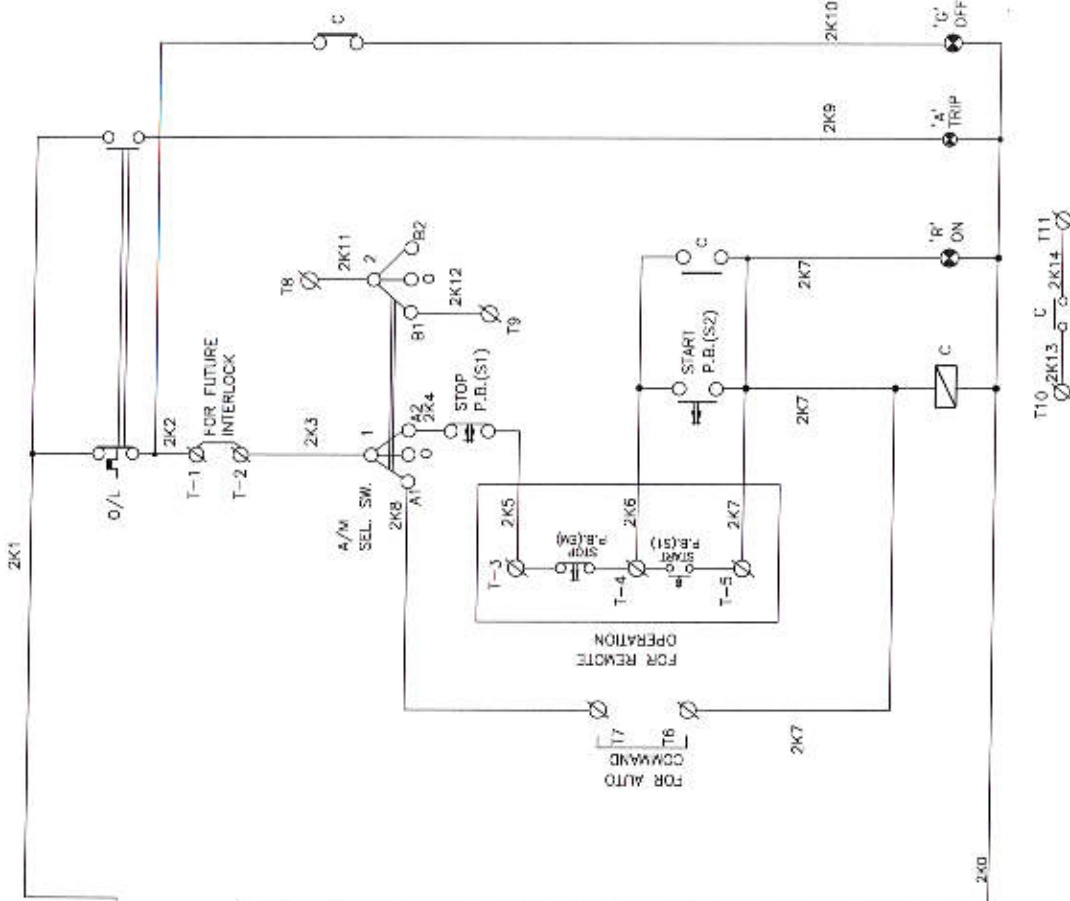 2K1
O/L
2K2
T-1
T-2
FOR FUTURE
INTERLOCK
2K3
A/M
SEL. SW.
1
A1
O
A2
2K8
2K4
STOP
P.B.(S1)
T8
2K11
2
B1
O
B2
2K12
T9
C
2K10
'G'
OFF
2K9
'A'
TRIP
2K5
2K6
2K7
T-3
STOP
P.B.(EM)
T-4
START
P.B.(S1)
T-5
FOR REMOTE
OPERATION
START
P.B.(S2)
C
2K7
'R'
ON
2K7
C
T7
T6
FOR AUTO
COMMAND
2K7
2K0
T10
2K13
C
2K14
T11